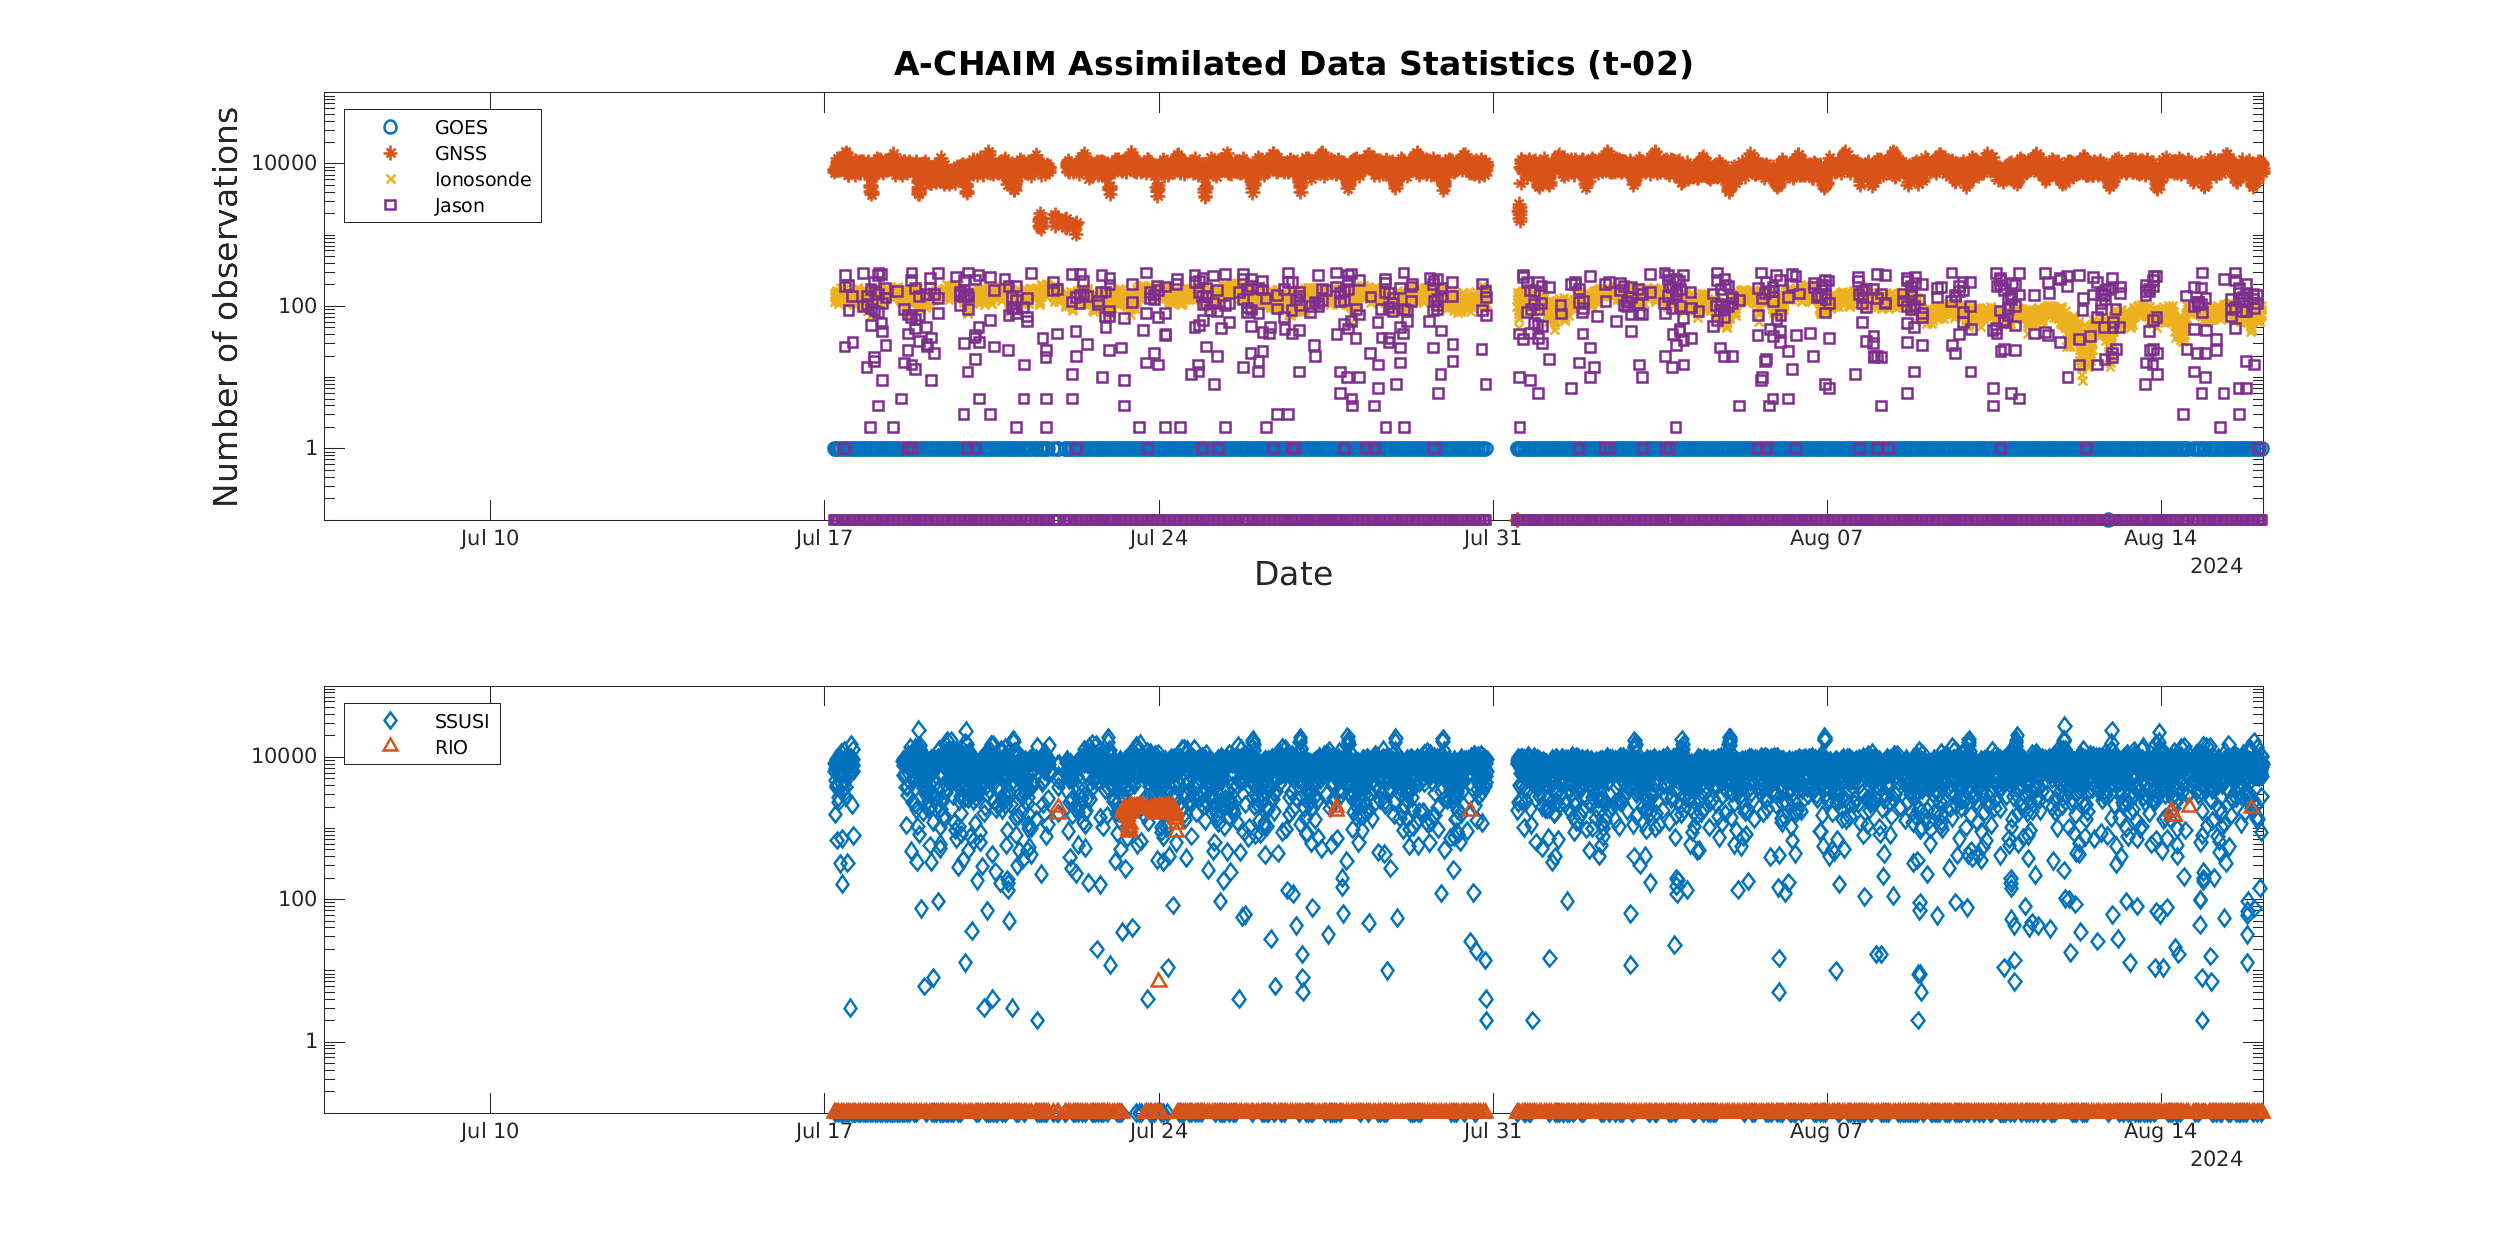 A-CHAIM Assimilated Data Statistics (t-02)
Number of observations
GOES
GNSS
Ionosonde
Jason
10000
100
1
Jul 10
Jul 17
Jul 24
Jul 31
Aug 07
Aug 14
2024
Date
SSUSI
RIO
10000
100
1
Jul 10
Jul 17
Jul 24
Jul 31
Aug 07
Aug 14
2024